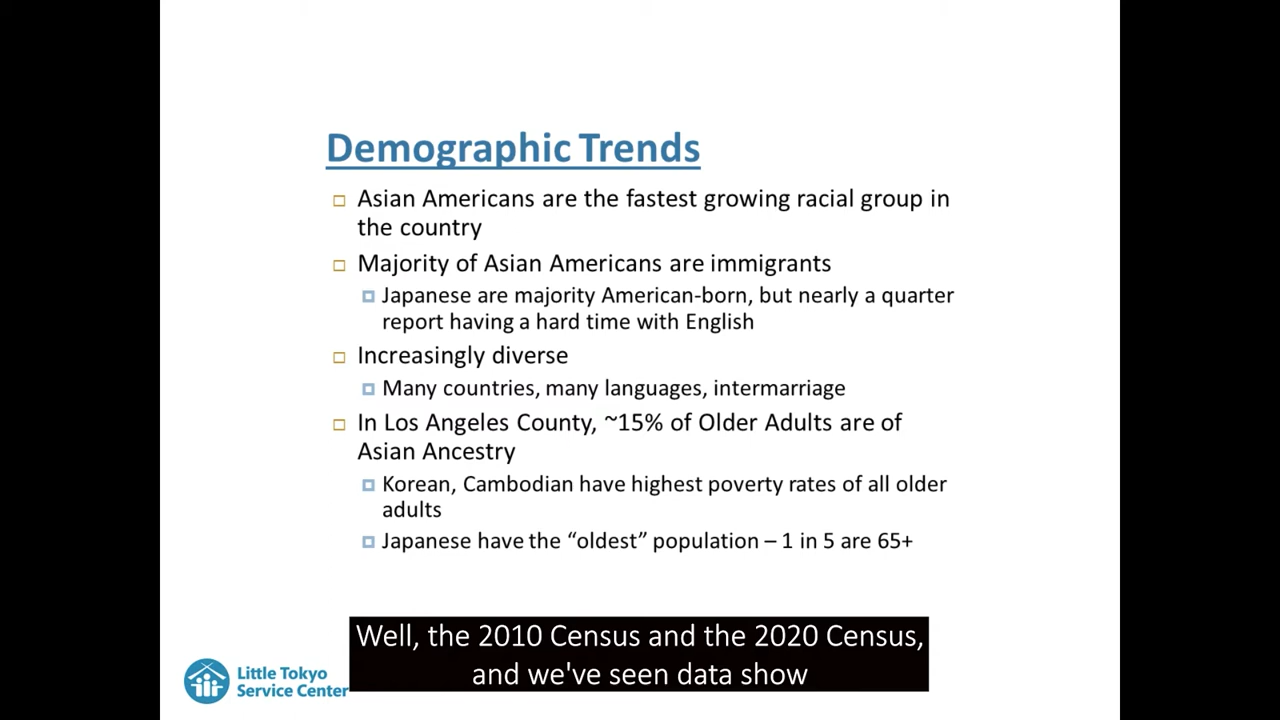 Demographic Trends
Asian Americans are the fastest growing racial group in
the country
Majority of Asian Americans are immigrants
Japanese are majority American-born, but nearly a quarter
report having a hard time with English
Increasingly diverse
Many countries, many languages, intermarriage
In Los Angeles County, ~15% of Older Adults are of
Asian Ancestry
Korean, Cambodian have highest poverty rates of all older
adults
Japanese have the “oldest” population – 1 in 5 are 65+
Well, the 2010 Census and the 2020 Census,
and we've seen data show
Little Tokyo
Service Center